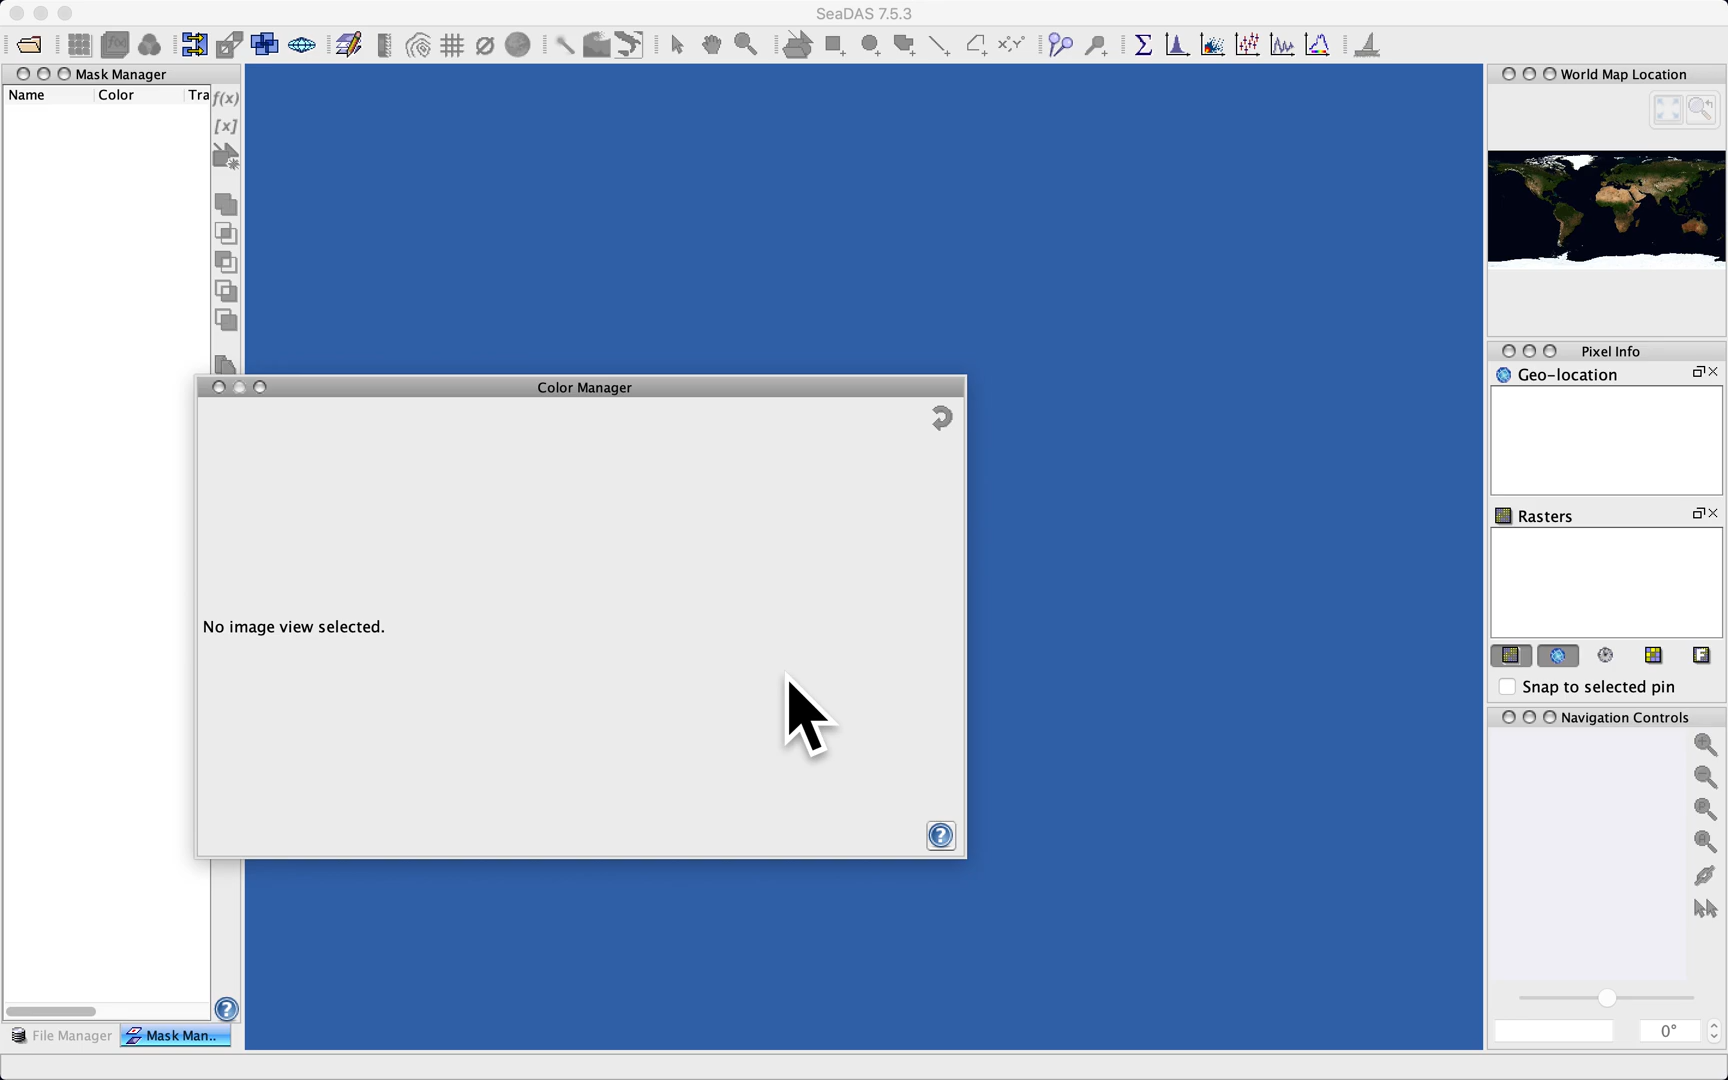 SeaDAS 7.5.3
Mask Manager
Name Color Tra
f(x)
[x]
Color Manager
No image view selected.
File Manager
Mask Man..
World Map Location
Pixel Info
Geo-location
Rasters
Snap to selected pin
Navigation Controls
0°